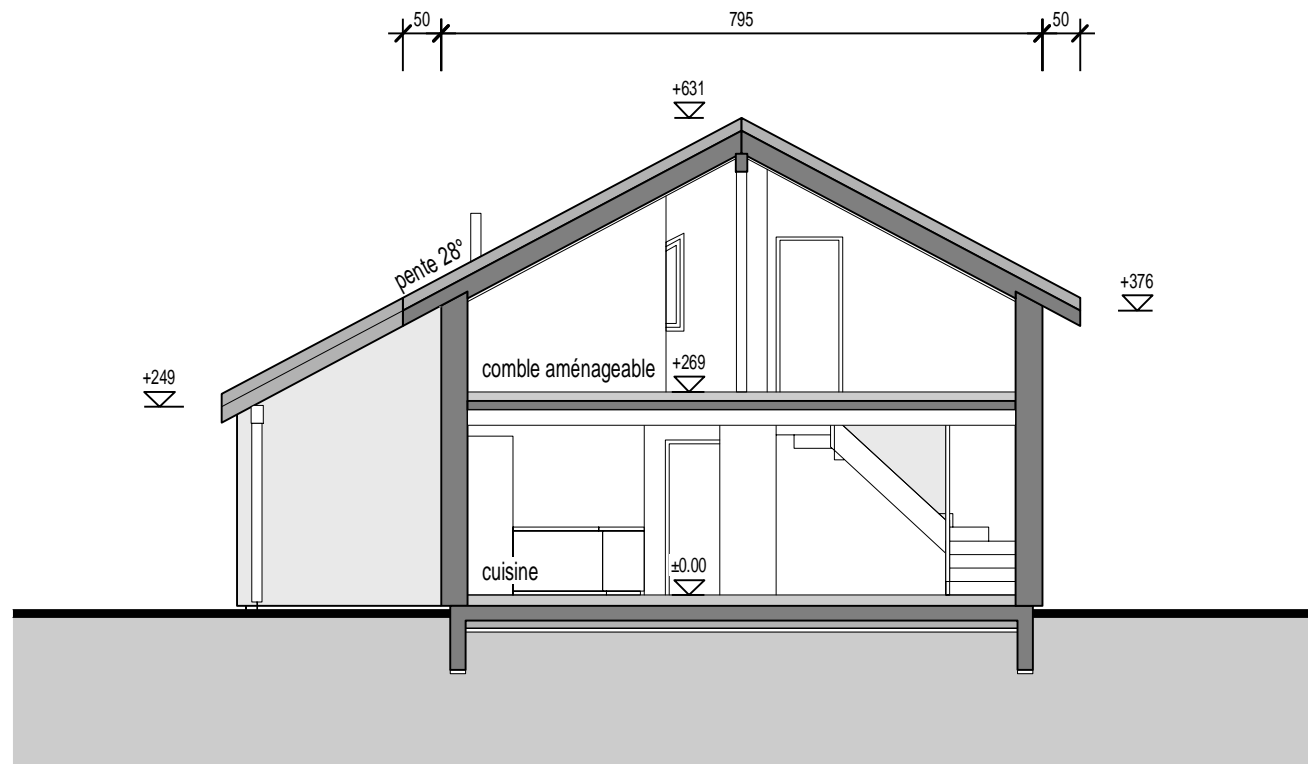 50 795 50
+631
pente 28°
+376
+249
comble aménageable +269
cuisine ±0.00